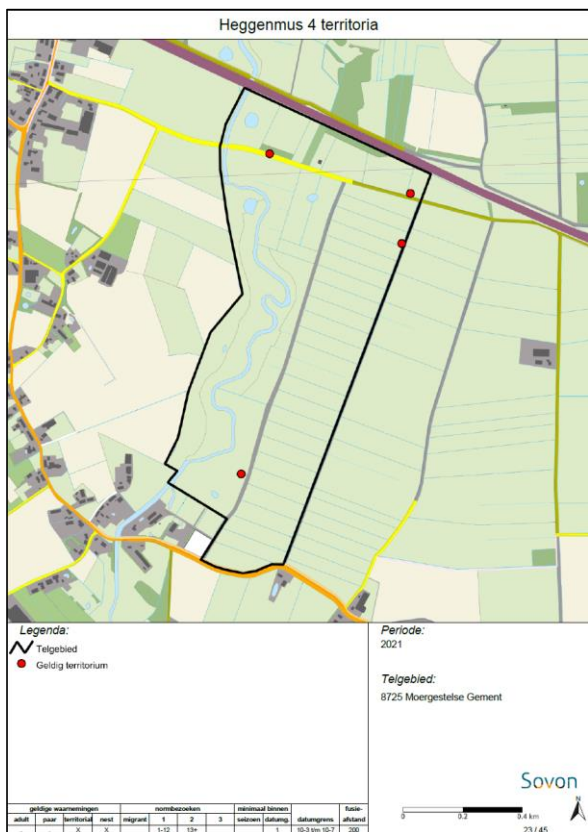 Heggenmus 4 territoria
Legenda:
Telgebied
Geldig territorium
Periode:
2021
Telgebied:
8725 Moergestelse Gement
Sovon
0 0.2 0.4 km
N
23 / 45
geldige waarnemingen normbezoeken minimaal binnen fusie-
adult paar territorial nest migrant 1 2 3 seizoen datumg. datumgrens afstand
- - X X 1-12 13+ 1 10-3 t/m 10-7 200